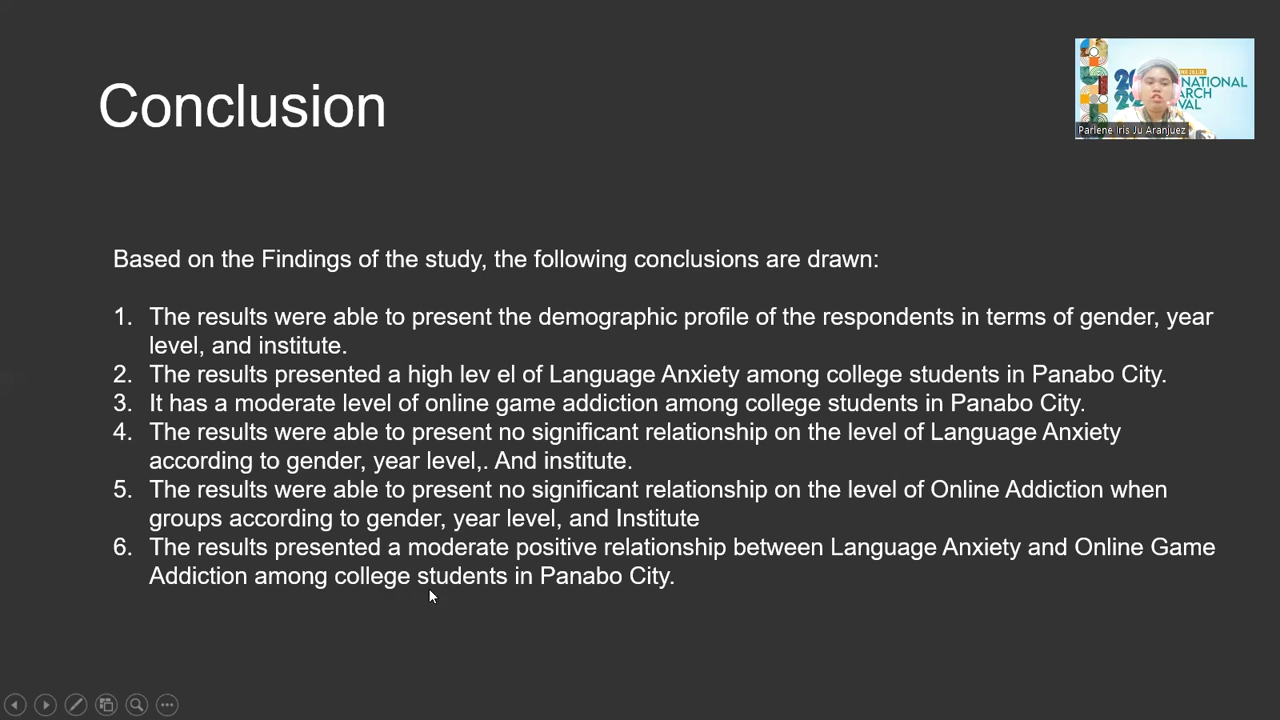 Conclusion
NATIONAL
ARCH
VAL
Parlene Iris Ju Aranjuez
Based on the Findings of the study, the following conclusions are drawn:
1. The results were able to present the demographic profile of the respondents in terms of gender, year
level, and institute.
2. The results presented a high lev el of Language Anxiety among college students in Panabo City.
3. It has a moderate level of online game addiction among college students in Panabo City.
4. The results were able to present no significant relationship on the level of Language Anxiety
according to gender, year level,. And institute.
5. The results were able to present no significant relationship on the level of Online Addiction when
groups according to gender, year level, and Institute
6. The results presented a moderate positive relationship between Language Anxiety and Online Game
Addiction among college students in Panabo City.